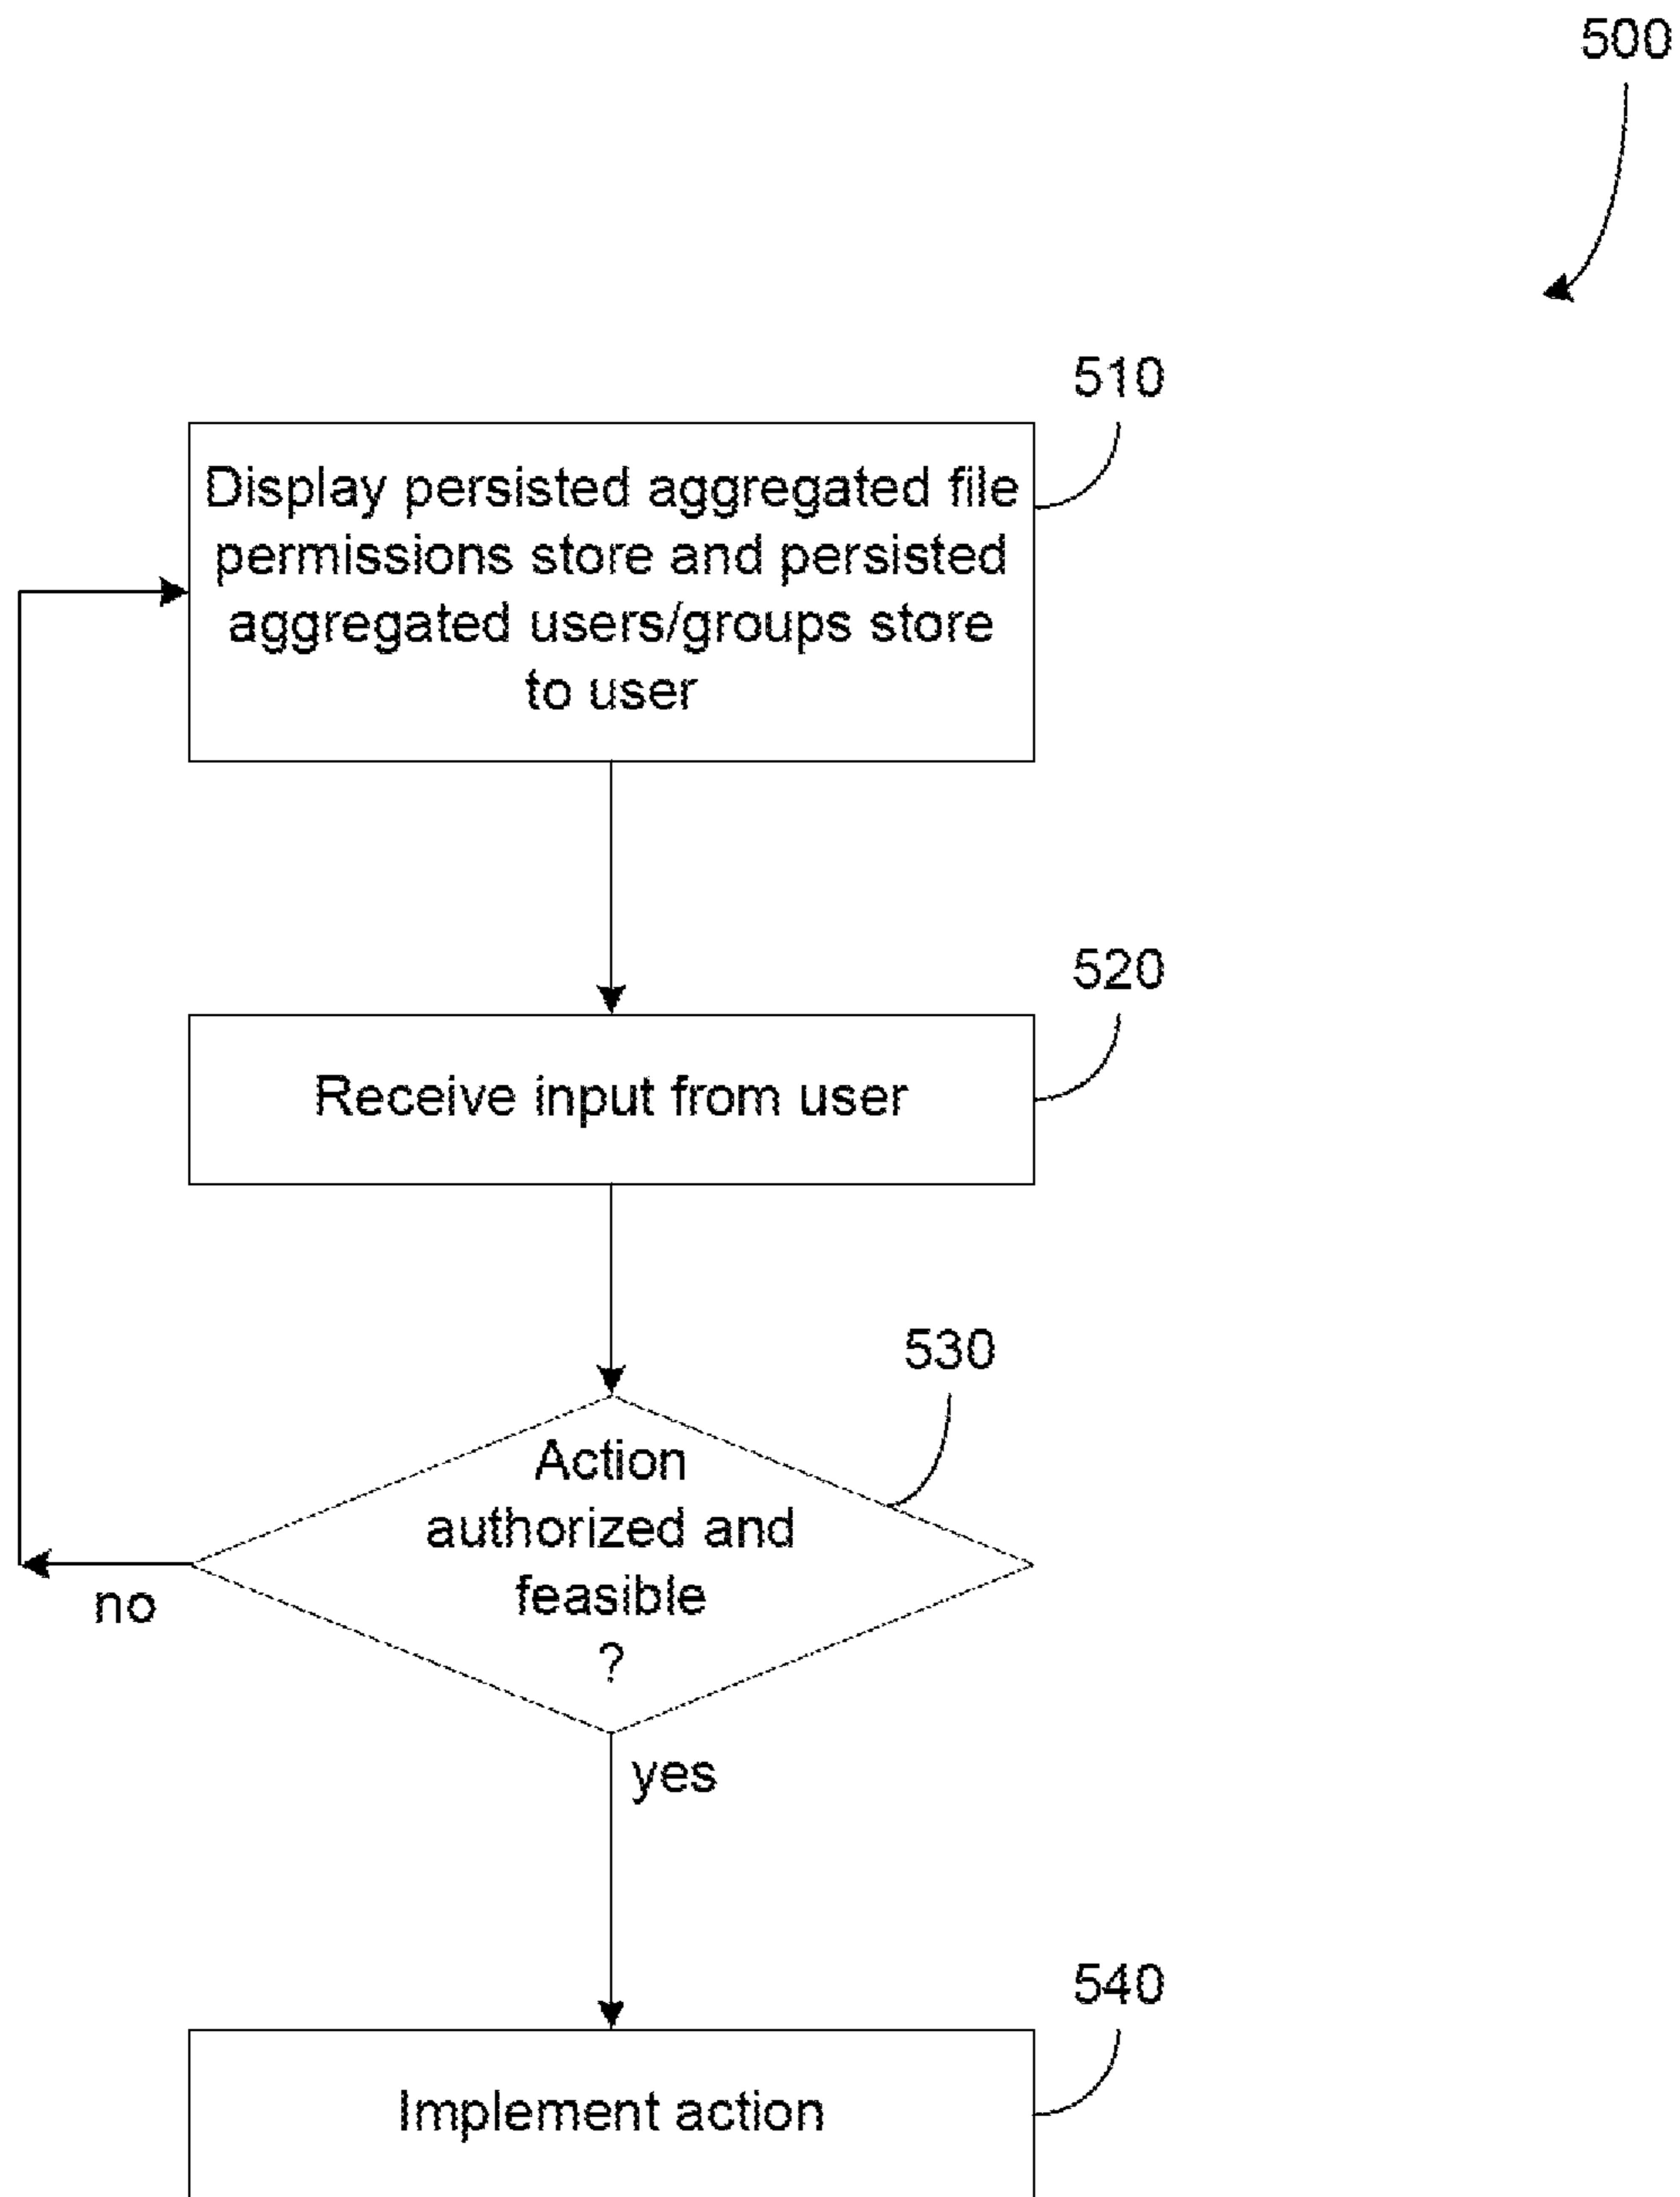 500
510
Display persisted aggregated file
permissions store and persisted
aggregated users/groups store
to user
520
Receive input from user
530
Action
authorized and
feasible
?
no
yes
540
Implement action